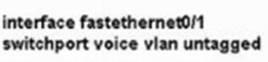 interface fastethernet0/1
switchport voice vlan untagged